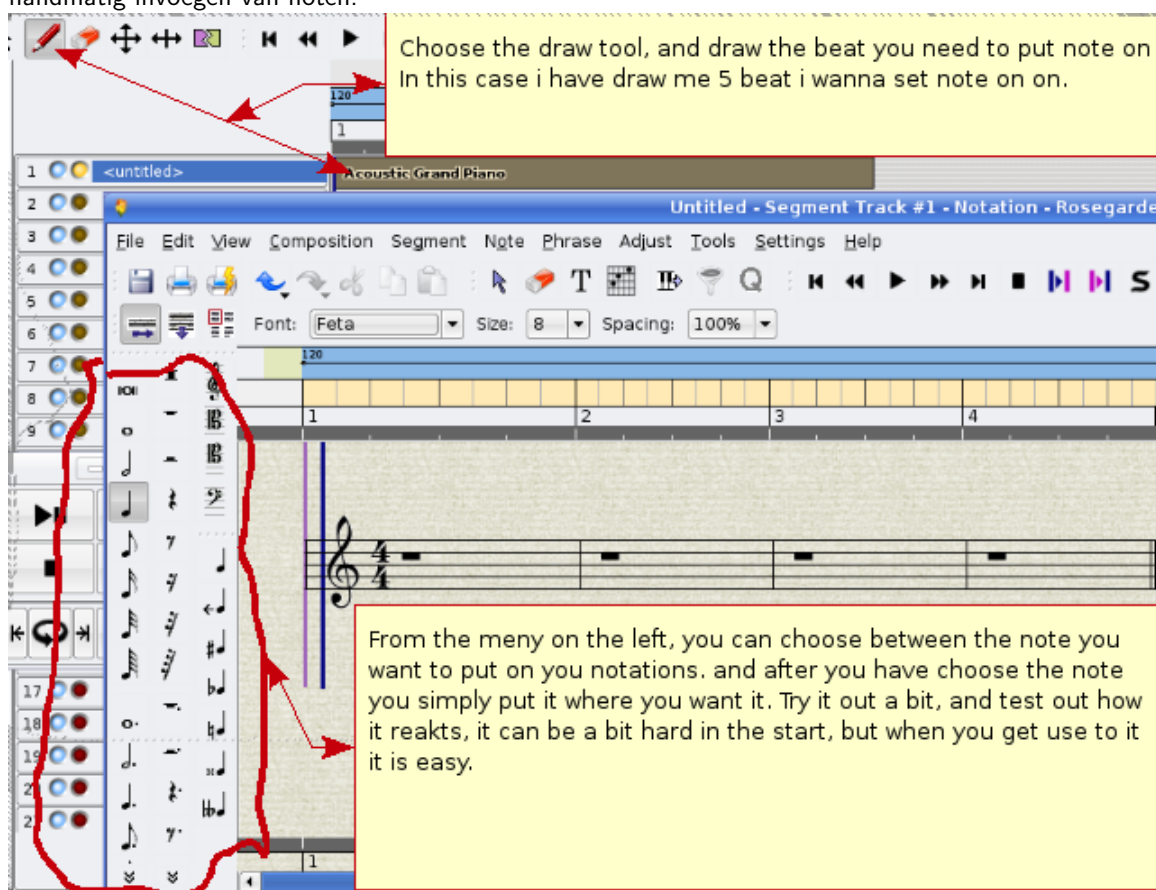 handmatig invoegen van noten.
Choose the draw tool, and draw the beat you need to put note on
In this case i have draw me 5 beat i wanna set note on on.
120
1
1 <untitled> Acoustic Grand Piano
2
Untitled - Segment Track #1 - Notation - Rosegarde
3
File Edit View Composition Segment Note Phrase Adjust Tools Settings Help
4
5
6
Font: Feta Size: 8 Spacing: 100%
7
120
8
9
1 2 3 4
From the meny on the left, you can choose between the note you
want to put on you notations. and after you have choose the note
you simply put it where you want it. Try it out a bit, and test out how
it reakts, it can be a bit hard in the start, but when you get use to it
it is easy.
17
18
19
2
2
1